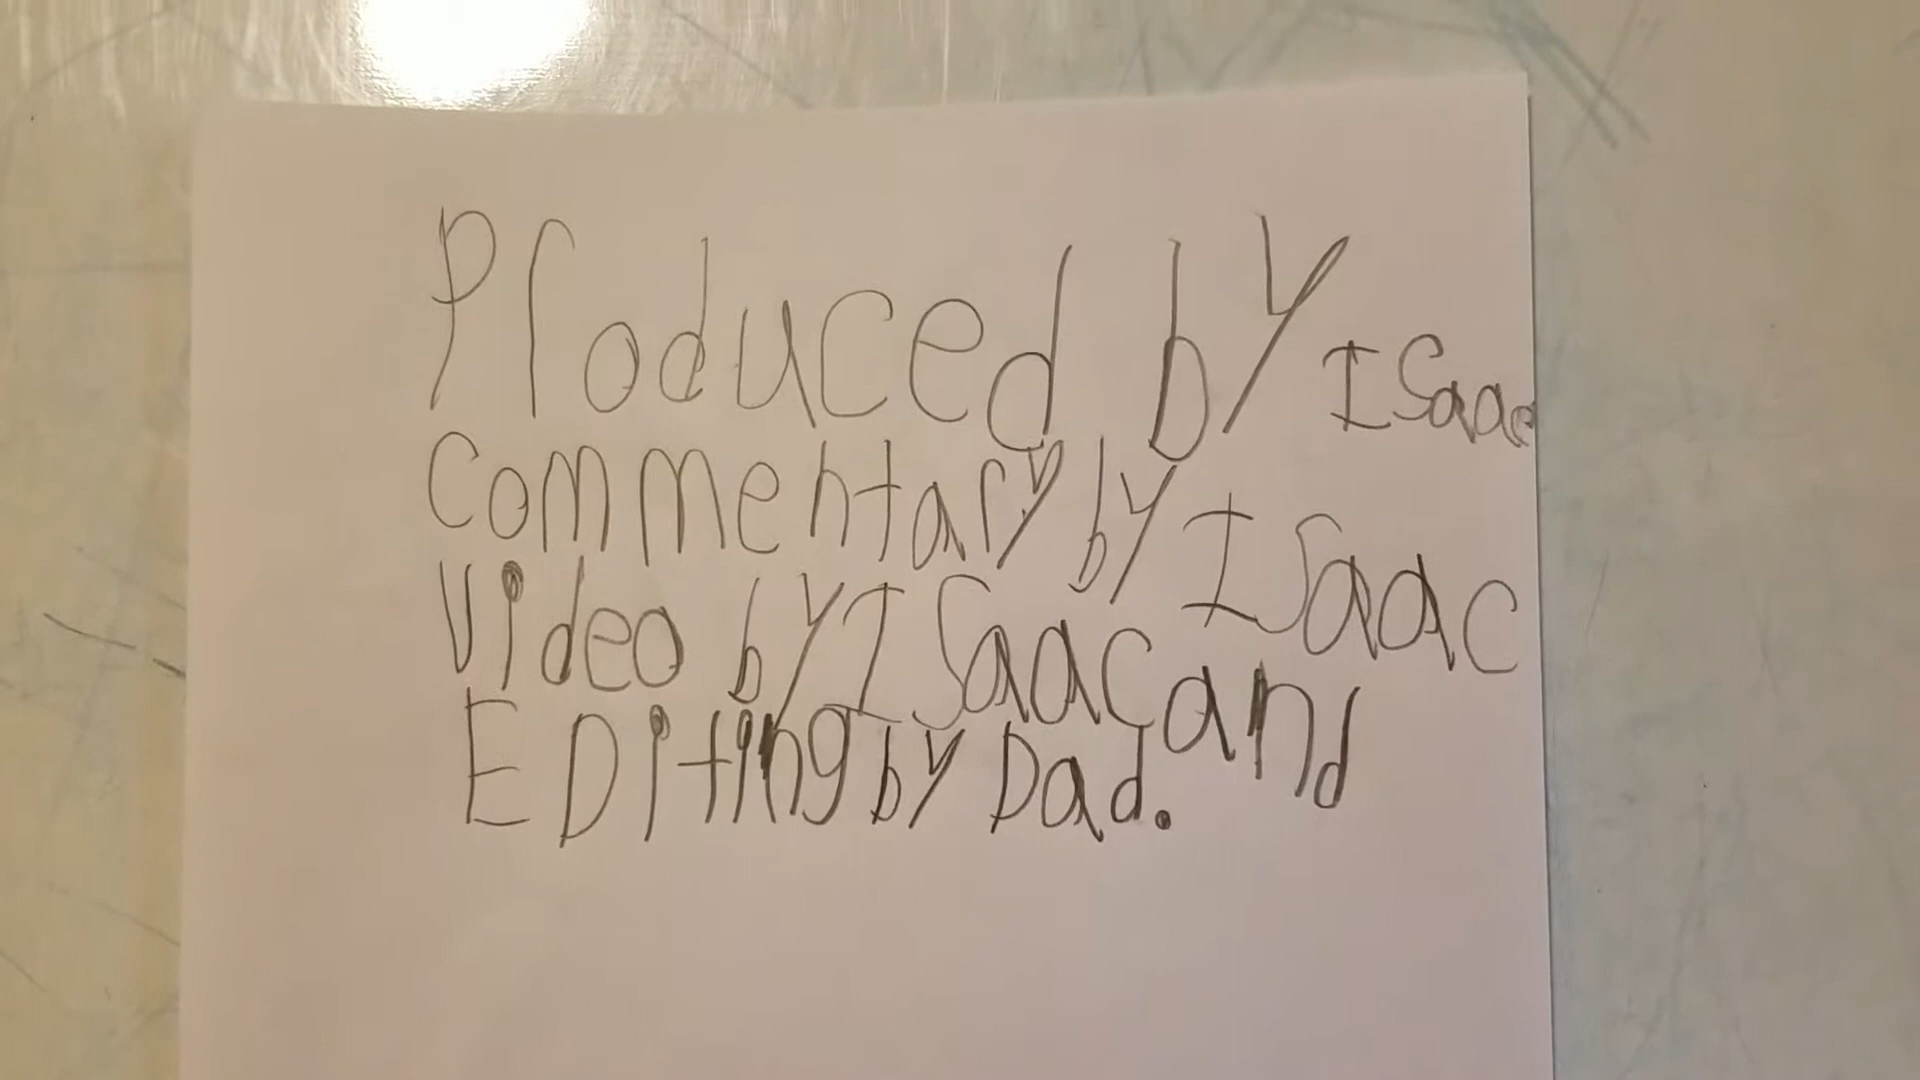 Produced by Isaac
Commentary by Isaac
Video by Isaac and
EDiting by Dad.